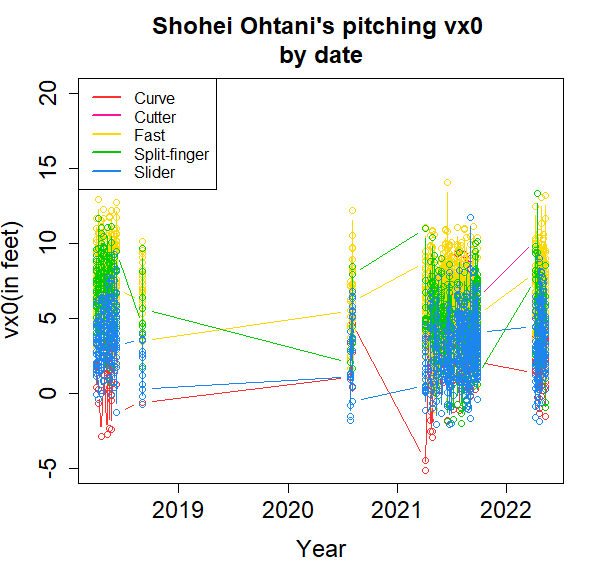 Shohei Ohtani's pitching vx0
by date
Curve
Cutter
Fast
Split-finger
Slider
vx0(in feet)
20
15
10
5
0
-5
2019 2020 2021 2022
Year